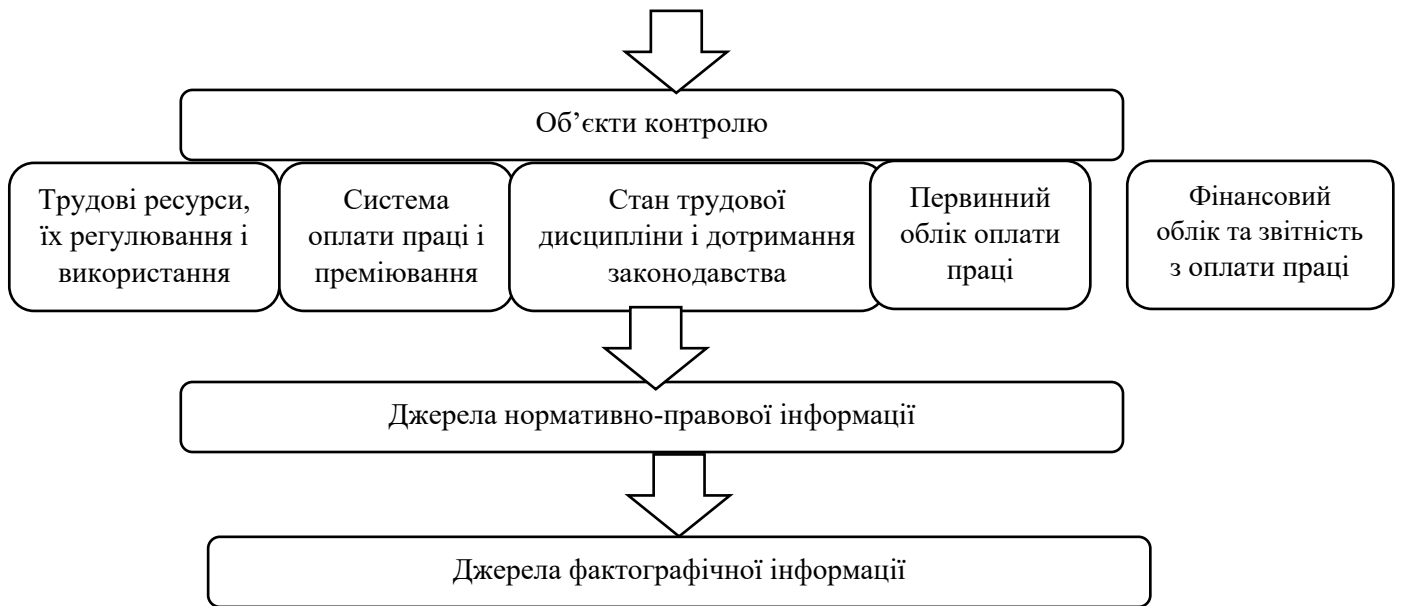 Об’єкти контролю
Трудові ресурси,
їх регулювання і
використання
Система
оплати праці і
преміювання
Стан трудової
дисципліни і дотримання
законодавства
Первинний
облік оплати
праці
Фінансовий
облік та звітність
з оплати праці
Джерела нормативно-правової інформації
Джерела фактографічної інформації